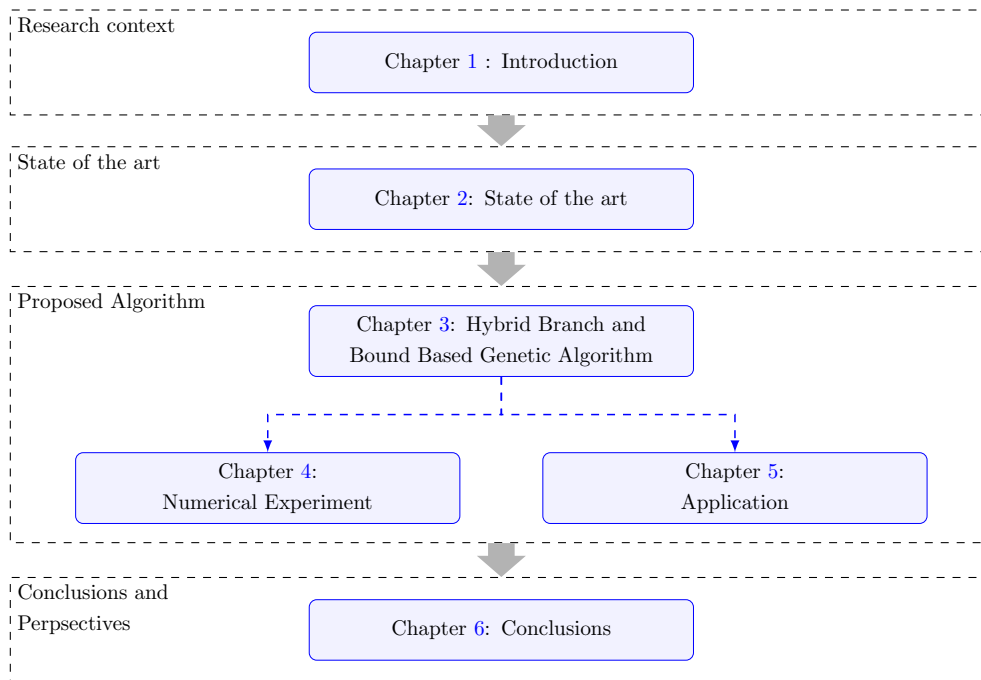 Research context
Chapter 1 : Introduction
State of the art
Chapter 2: State of the art
Proposed Algorithm
Chapter 3: Hybrid Branch and
Bound Based Genetic Algorithm
Chapter 4:
Numerical Experiment
Chapter 5:
Application
Conclusions and
Perpsectives
Chapter 6: Conclusions